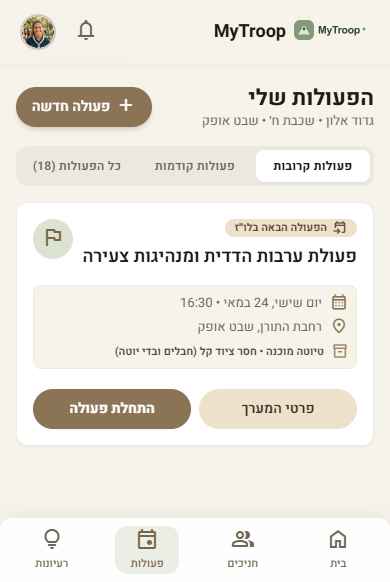 MyTroop MyTroop
הפעולות שלי
גדוד אלון • שכבת ח' • שבט אופק
+ פעולה חדשה
פעולות קרובות
פעולות קודמות
כל הפעולות (18)
הפעולה הבאה בלו״ז
פעולת ערבות הדדית ומנהיגות צעירה
יום שישי, 24 במאי • 16:30
רחבת התורן, שבט אופק
טיוטה מוכנה • חסר ציוד קל (חבלים ובדי יוטה)
פרטי המערך
התחלת פעולה
בית
חניכים
פעולות
רעיונות